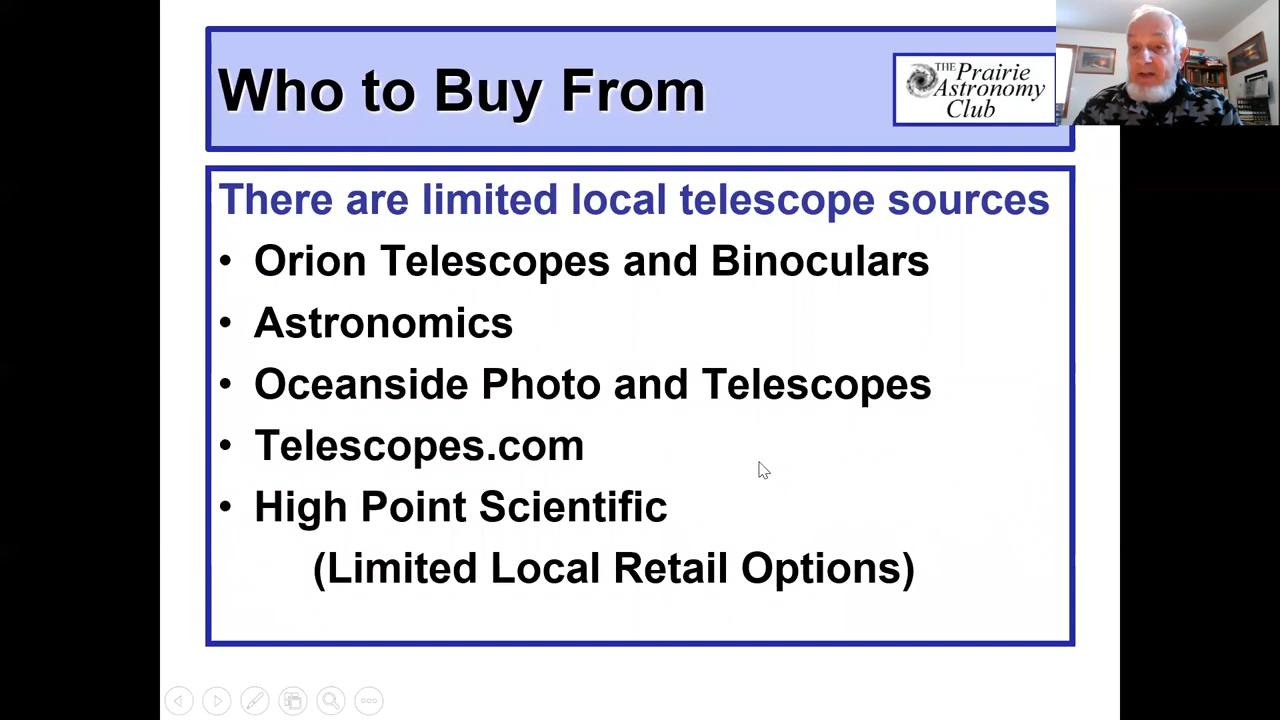 Who to Buy From
THE Prairie
Astronomy
Club
There are limited local telescope sources
• Orion Telescopes and Binoculars
• Astronomics
• Oceanside Photo and Telescopes
• Telescopes.com
• High Point Scientific
(Limited Local Retail Options)